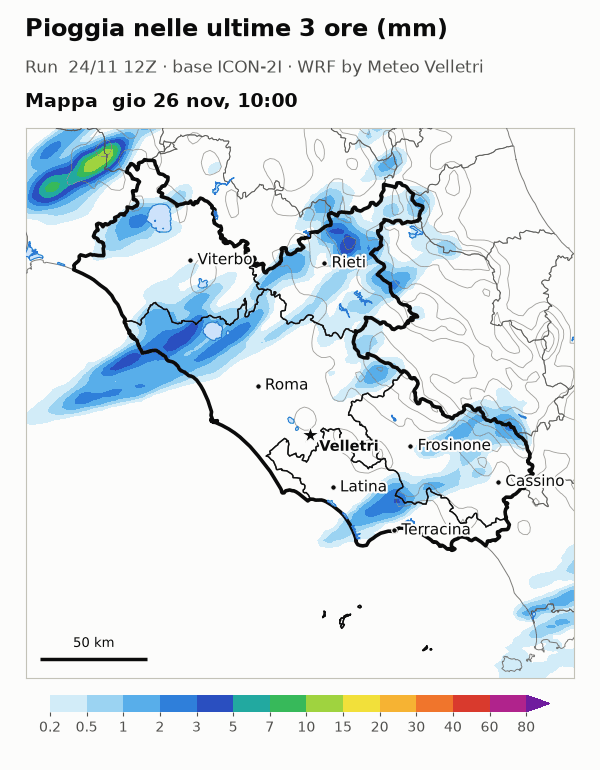 Pioggia nelle ultime 3 ore (mm)
Run  24/11 12Z · base ICON-2I · WRF by Meteo Velletri
Mappa  gio 26 nov, 10:00
Viterbo
Rieti
Roma
Velletri
Frosinone
Latina
Cassino
Terracina
50 km
0.2 0.5 1 2 3 5 7 10 15 20 30 40 60 80